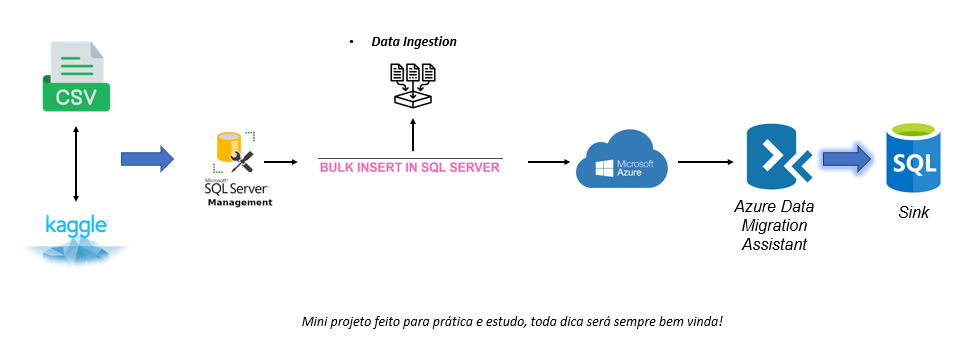 • Data Ingestion
CSV
kaggle
Microsoft®
SQL Server®
Management
BULK INSERT IN SQL SERVER
Microsoft
Azure
Azure Data
Migration
Assistant
SQL
Sink
Mini projeto feito para prática e estudo, toda dica será sempre bem vinda!